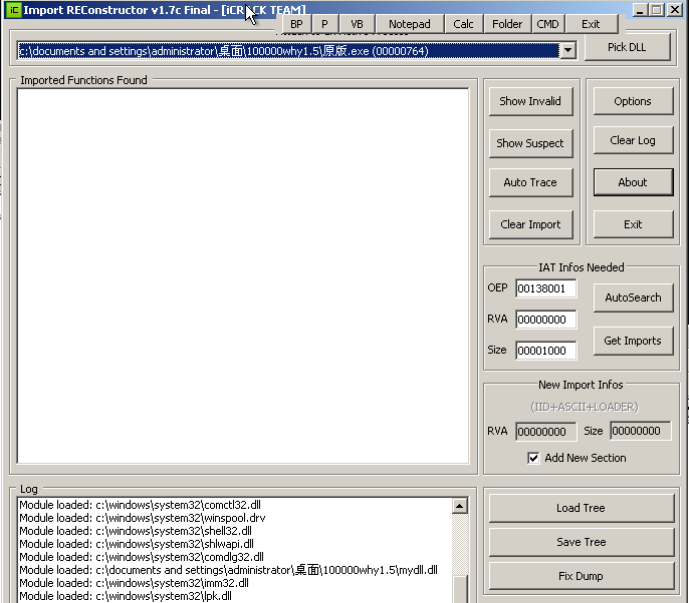 iC Import REConstructor v1.7c Final - [iCRACK TEAM]
BP P VB Notepad Calc Folder CMD Exit
c:\documents and settings\administrator\桌面\100000why1.5\原版.exe (00000764)
Pick DLL
Imported Functions Found
Show Invalid
Options
Show Suspect
Clear Log
Auto Trace
About
Clear Import
Exit
IAT Infos Needed
OEP 00138001
AutoSearch
RVA 00000000
Get Imports
Size 00001000
New Import Infos
(IID+ASCII+LOADER)
RVA 00000000 Size 00000000
Add New Section
Log
Module loaded: c:\windows\system32\comctl32.dll
Module loaded: c:\windows\system32\winspool.drv
Module loaded: c:\windows\system32\shell32.dll
Module loaded: c:\windows\system32\shlwapi.dll
Module loaded: c:\windows\system32\comdlg32.dll
Module loaded: c:\documents and settings\administrator\桌面\100000why1.5\mydll.dll
Module loaded: c:\windows\system32\imm32.dll
Module loaded: c:\windows\system32\lpk.dll
Load Tree
Save Tree
Fix Dump